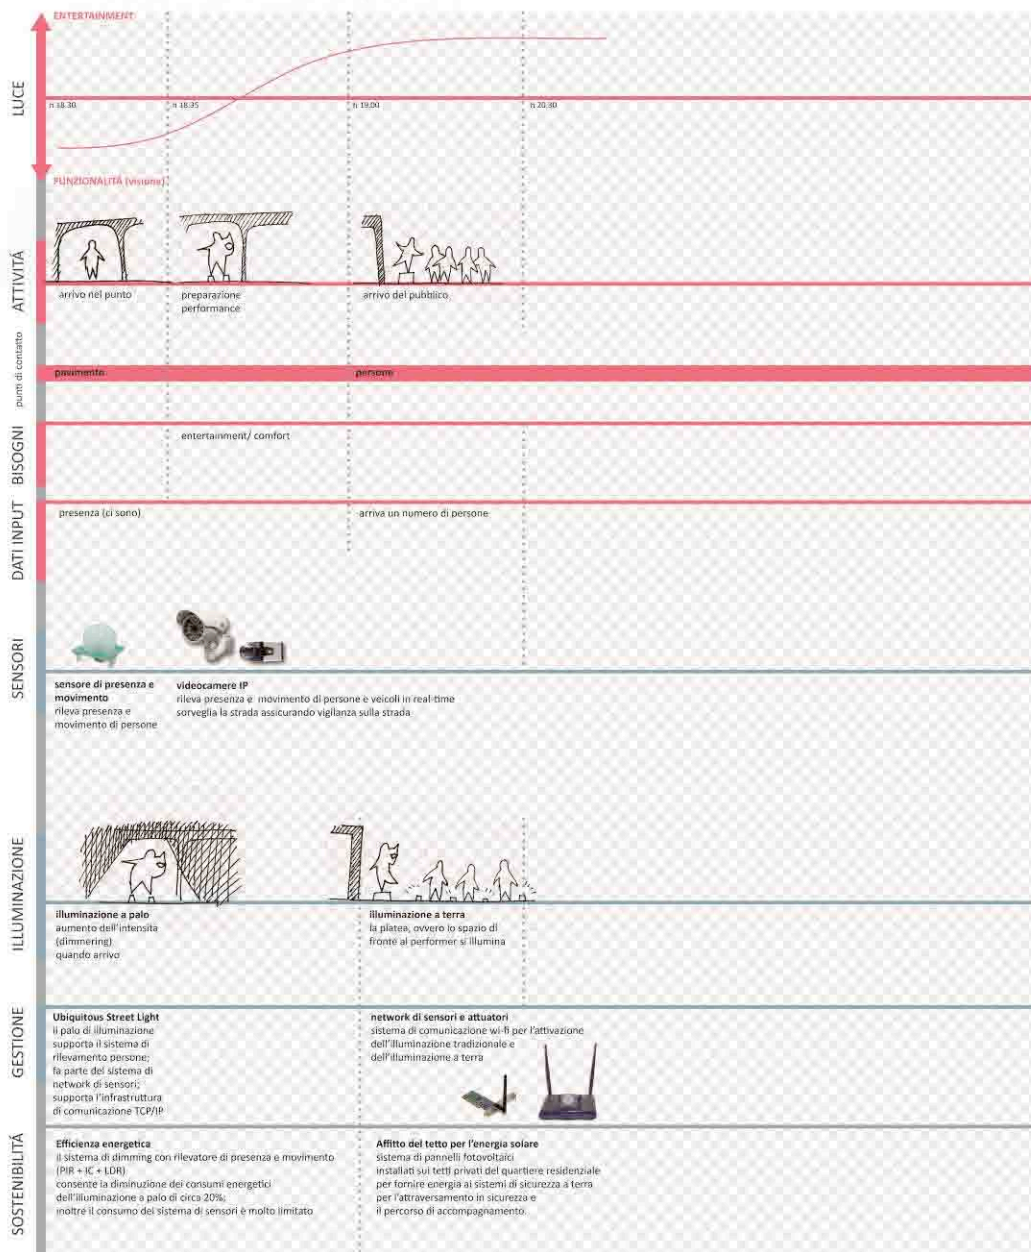 ENTERTAINMENT
LUCE
h 18.30
h 18.35
h 19.00
h 20.30
FUNZIONALITÁ (visione)
ATTIVITÁ
arrivo nel punto
preparazione
performance
arrivo del pubblico
punti di contatto
pavimento
persone
BISOGNI
entertainment/ comfort
DATI INPUT
presenza (ci sono)
arriva un numero di persone
SENSORI
sensore di presenza e
movimento
rileva presenza e
movimento di persone
videocamere IP
rileva presenza e movimento di persone e veicoli in real-time
sorveglia la strada assicurando vigilanza sulla strada
ILLUMINAZIONE
illuminazione a palo
aumento dell'intensita
(dimmering)
quando arrivo
illuminazione a terra
la platea, ovvero lo spazio di
fronte al performer si illumina
GESTIONE
Ubiquitous Street Light
il palo di illuminazione
supporta il sistema di
rilevamento persone;
fa parte del sistema di
network di sensori;
supporta l'infrastruttura
di comunicazione TCP/IP
network di sensori e attuatori
sistema di comunicazione wi-fi per l'attivazione
dell'illuminazione tradizionale e
dell'illuminazione a terra
SOSTENIBILITÁ
Efficienza energetica
il sistema di dimming con rilevatore di presenza e movimento
(PIR + IC + LDR)
consente la diminuzione dei consumi energetici
dell'illuminazione a palo di circa 20%;
inoltre il consumo del sistema di sensori è molto limitato
Affitto del tetto per l'energia solare
sistema di pannelli fotovoltaici
installati sui tetti privati del quartiere residenziale
per fornire energia ai sistemi di sicurezza a terra
per l'attraversamento in sicurezza e
il percorso di accompagnamento.